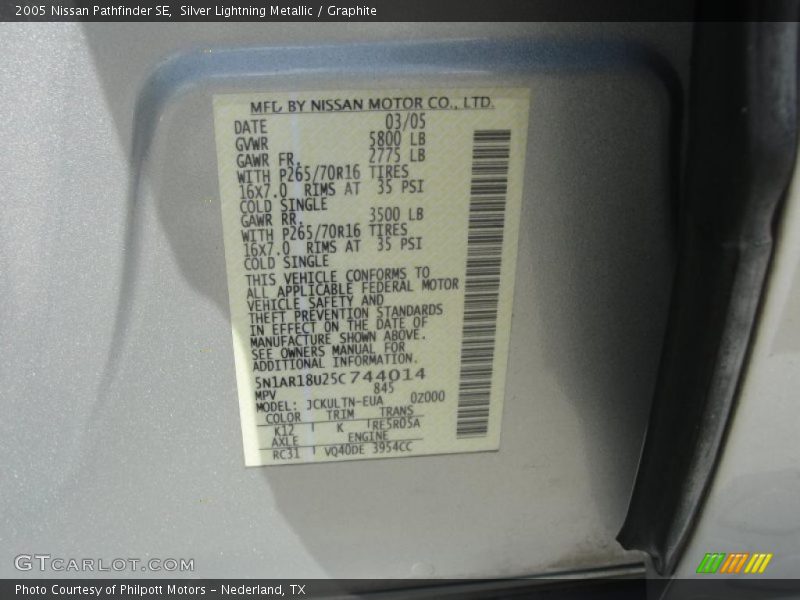 2005 Nissan Pathfinder SE, Silver Lightning Metallic / Graphite
MFD BY NISSAN MOTOR CO., LTD.
DATE 03/05
GVWR 5800 LB
GAWR FR. 2775 LB
WITH P265/70R16 TIRES
16X7.0 RIMS AT 35 PSI
COLD SINGLE
GAWR RR. 3500 LB
WITH P265/70R16 TIRES
16X7.0 RIMS AT 35 PSI
COLD SINGLE
THIS VEHICLE CONFORMS TO
ALL APPLICABLE FEDERAL MOTOR
VEHICLE SAFETY AND
THEFT PREVENTION STANDARDS
IN EFFECT ON THE DATE OF
MANUFACTURE SHOWN ABOVE.
SEE OWNERS MANUAL FOR
ADDITIONAL INFORMATION.
5N1AR18U25C744014
MPV 845
MODEL: JCKULTN-EUA 0Z000
COLOR TRIM TRANS
K12 K RE5R05A
AXLE ENGINE
RC31 VQ40DE 3954CC
GTCARLOT.COM
Photo Courtesy of Philpott Motors - Nederland, TX